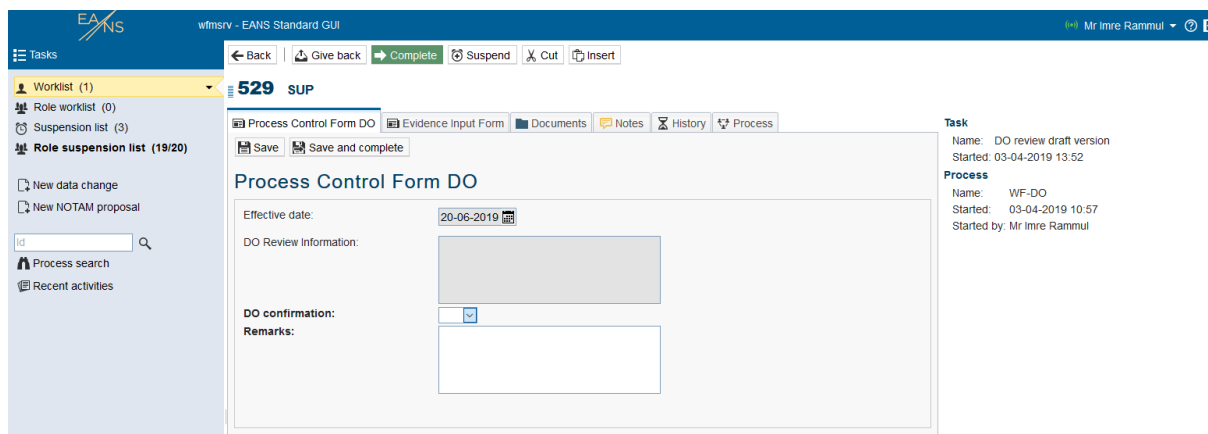 EANS
wfmsrv - EANS Standard GUI
Mr Imre Rammul
Tasks
Back Give back Complete Suspend Cut Insert
Worklist (1)
Role worklist (0)
Suspension list (3)
Role suspension list (19/20)
New data change
New NOTAM proposal
Id
Process search
Recent activities
529 SUP
Process Control Form DO Evidence Input Form Documents Notes History Process
Save Save and complete
Process Control Form DO
Effective date: 20-06-2019
DO Review Information:
DO confirmation:
Remarks:
Task
Name: DO review draft version
Started: 03-04-2019 13:52
Process
Name: WF-DO
Started: 03-04-2019 10:57
Started by: Mr Imre Rammul